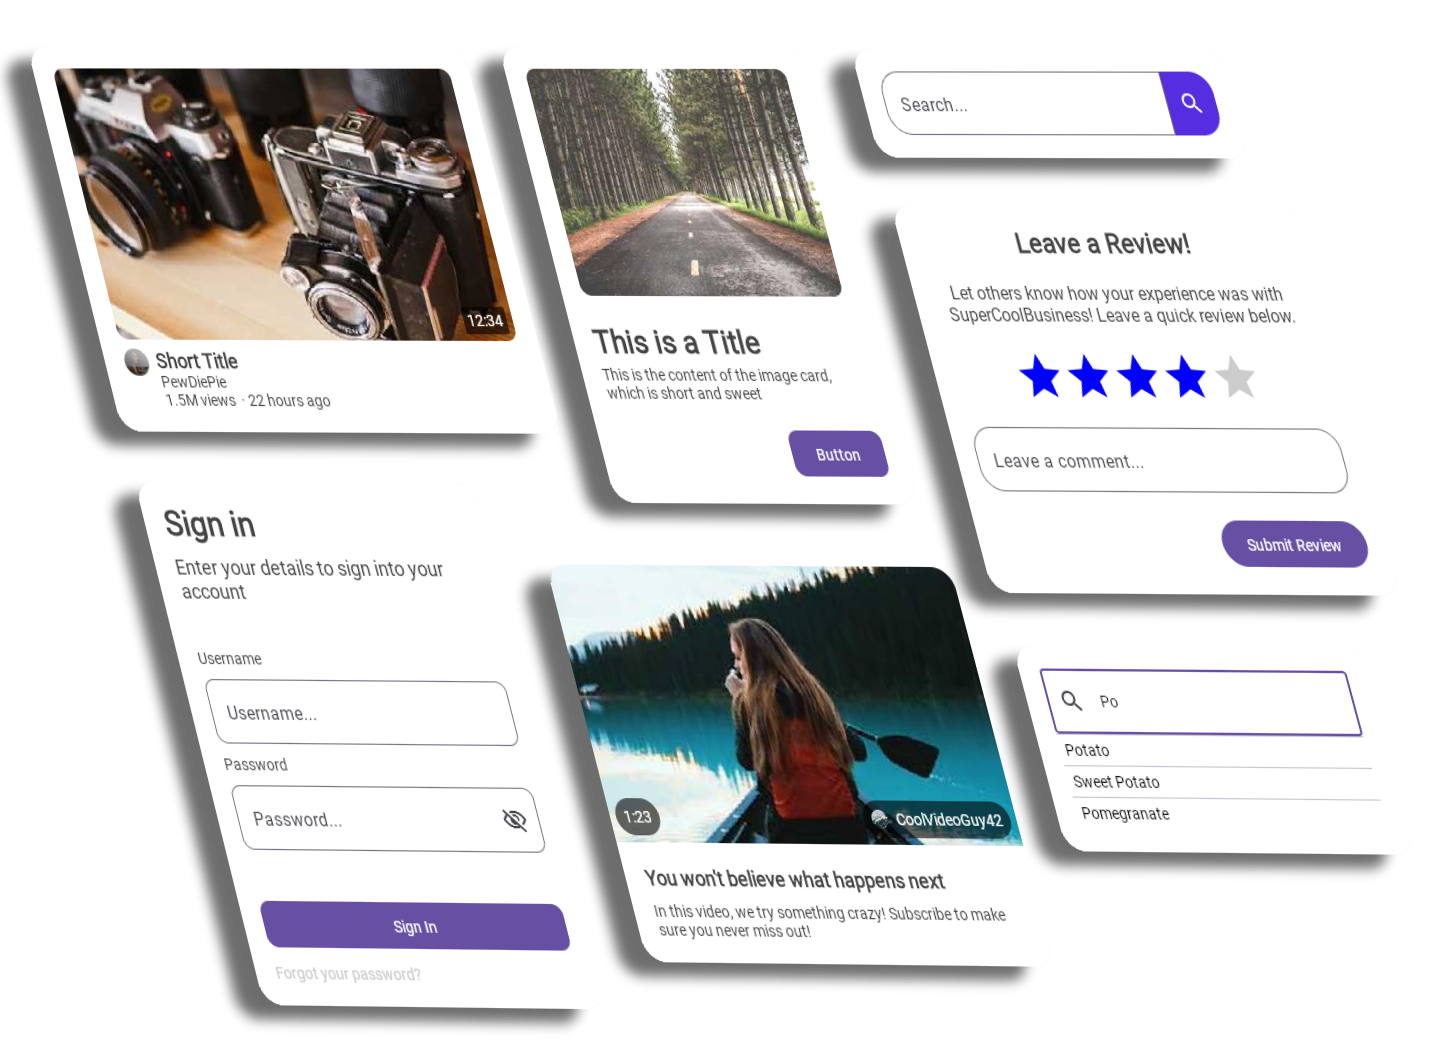 12:34
Short Title
PewDiePie
1.5M views · 22 hours ago
This is a Title
This is the content of the image card,
which is short and sweet
Button
Search...
Leave a Review!
Let others know how your experience was with
SuperCoolBusiness! Leave a quick review below.
Leave a comment...
Submit Review
Sign in
Enter your details to sign into your
account
Username
Username...
Password
Password...
Sign In
Forgot your password?
1:23
CoolVideoGuy42
You won't believe what happens next
In this video, we try something crazy! Subscribe to make
sure you never miss out!
Po
Potato
Sweet Potato
Pomegranate